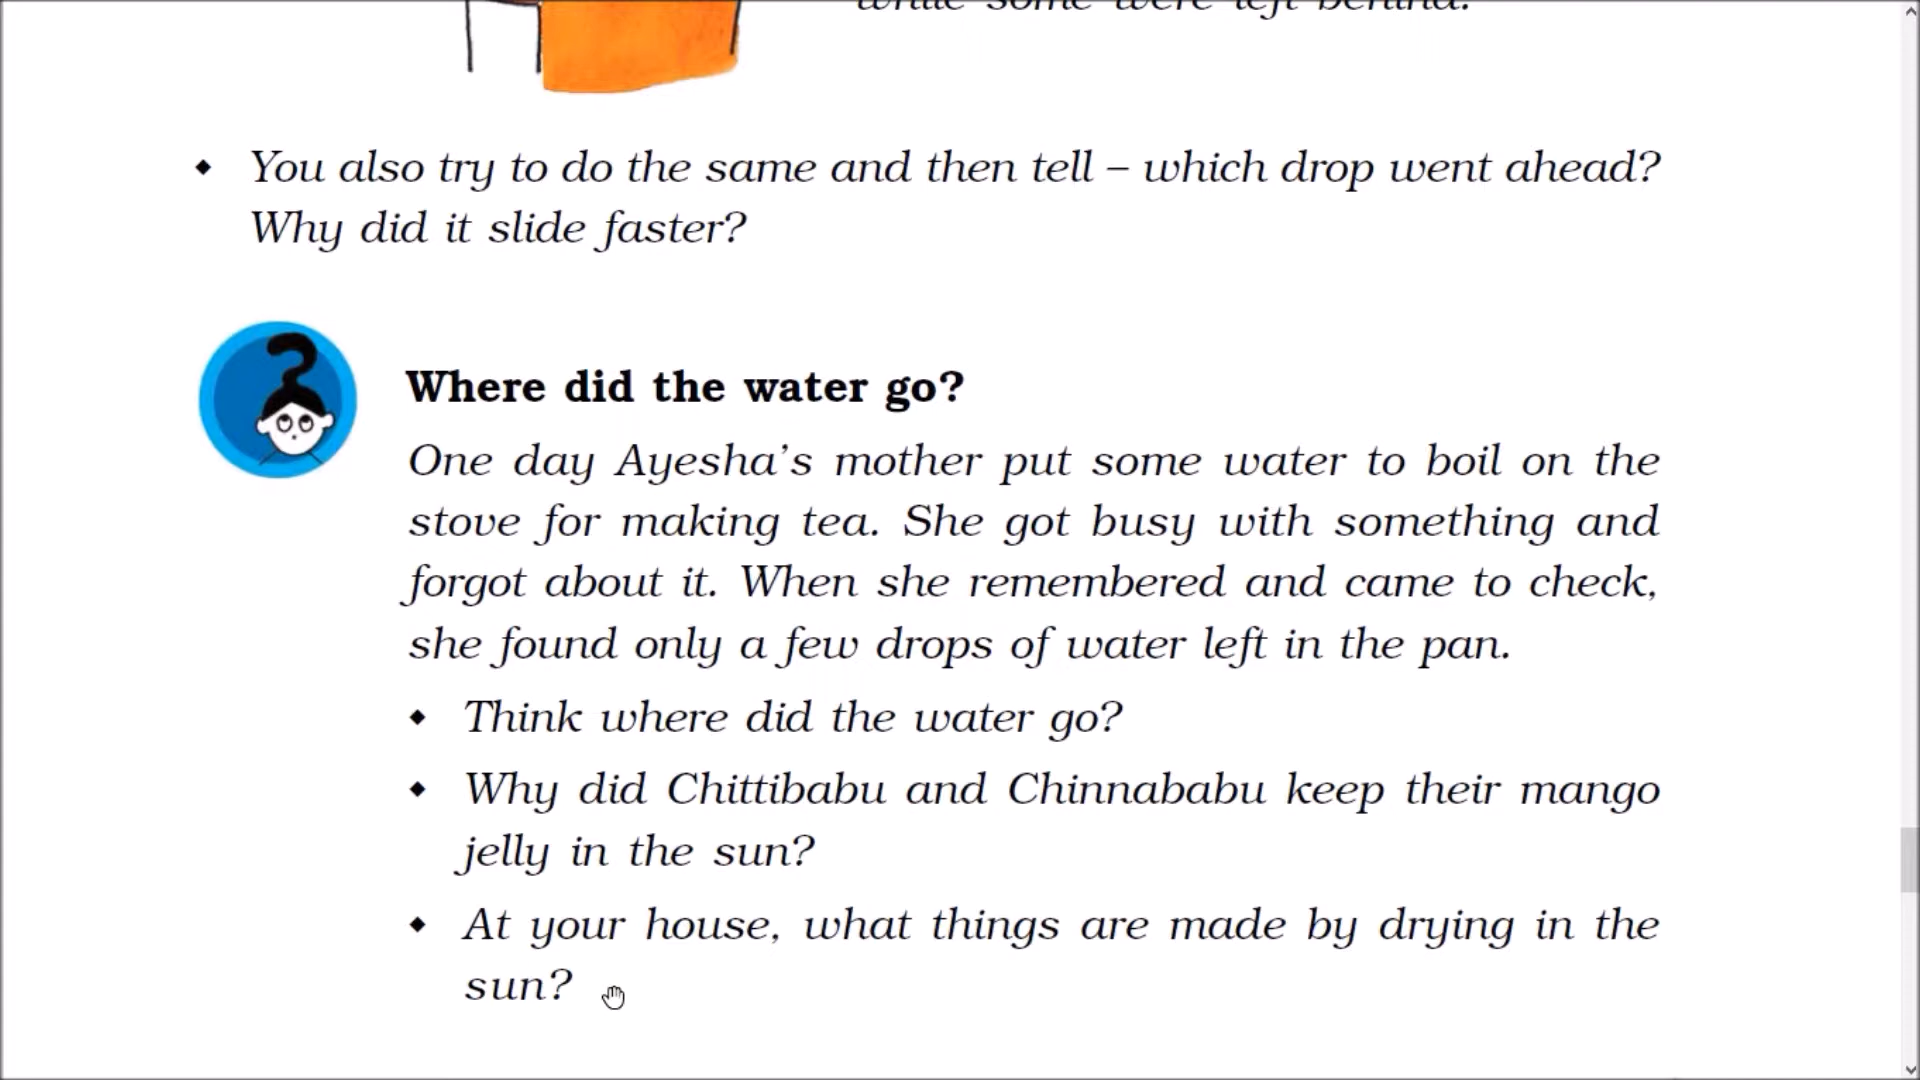 while some were left behind.
◆ You also try to do the same and then tell – which drop went ahead?
Why did it slide faster?
Where did the water go?
One day Ayesha’s mother put some water to boil on the
stove for making tea. She got busy with something and
forgot about it. When she remembered and came to check,
she found only a few drops of water left in the pan.
◆ Think where did the water go?
◆ Why did Chittibabu and Chinnababu keep their mango
jelly in the sun?
◆ At your house, what things are made by drying in the
sun?